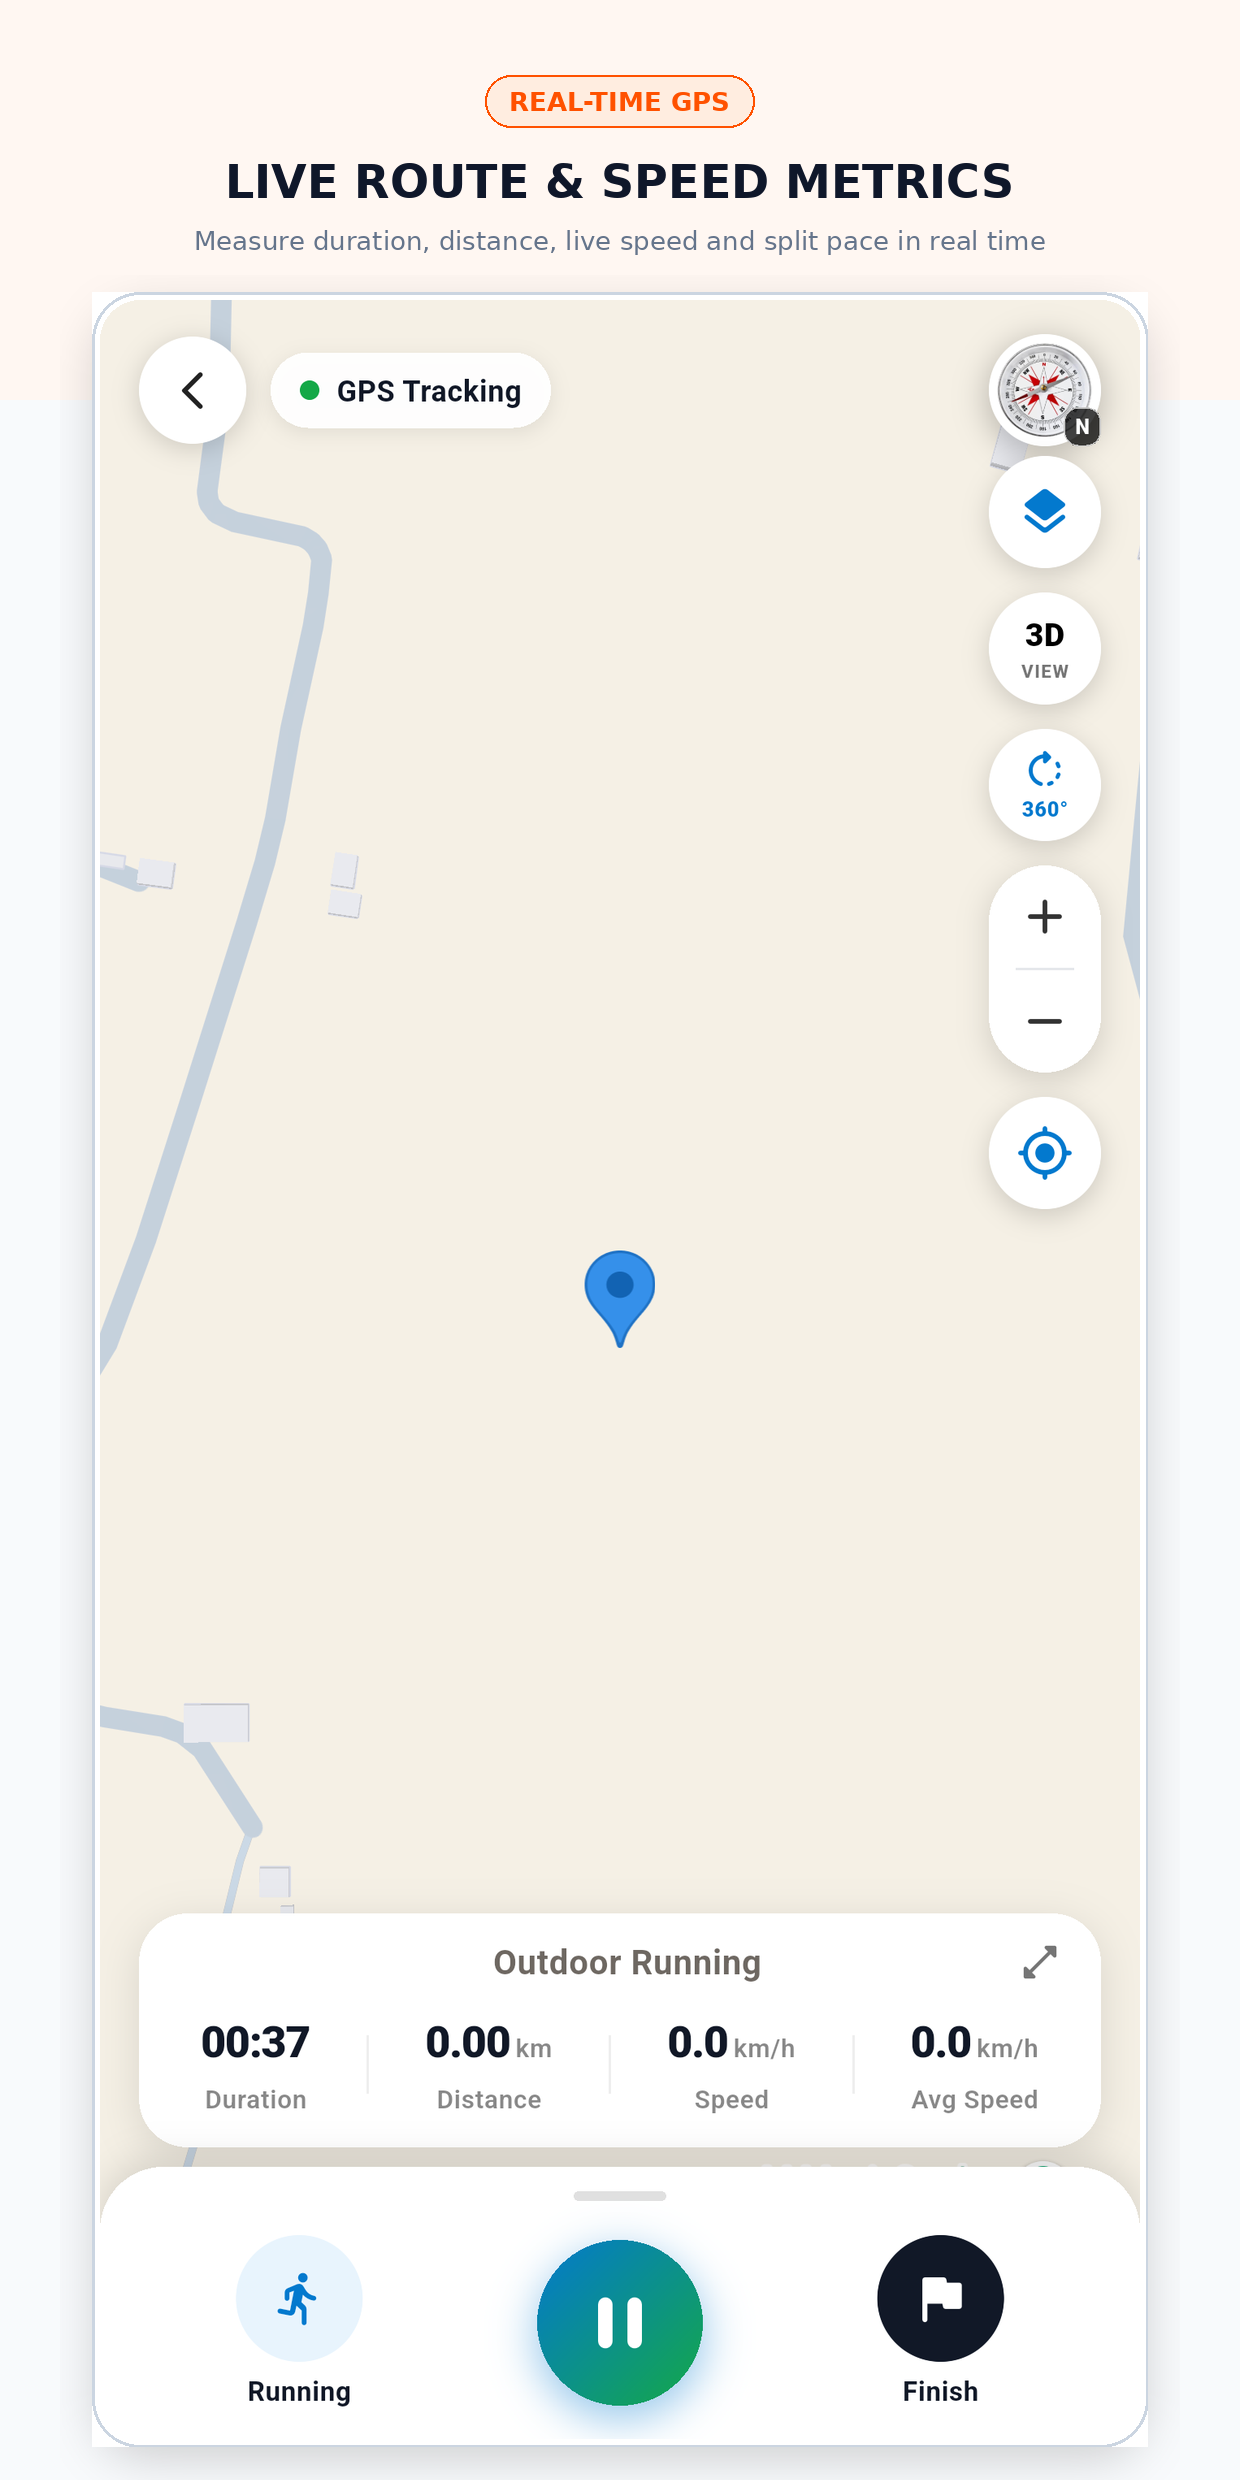 REAL-TIME GPS
LIVE ROUTE & SPEED METRICS
Measure duration, distance, live speed and split pace in real time
GPS Tracking
N
3D
VIEW
360°
Outdoor Running
00:37 0.00 km 0.0 km/h 0.0 km/h
Duration Distance Speed Avg Speed
Running Finish